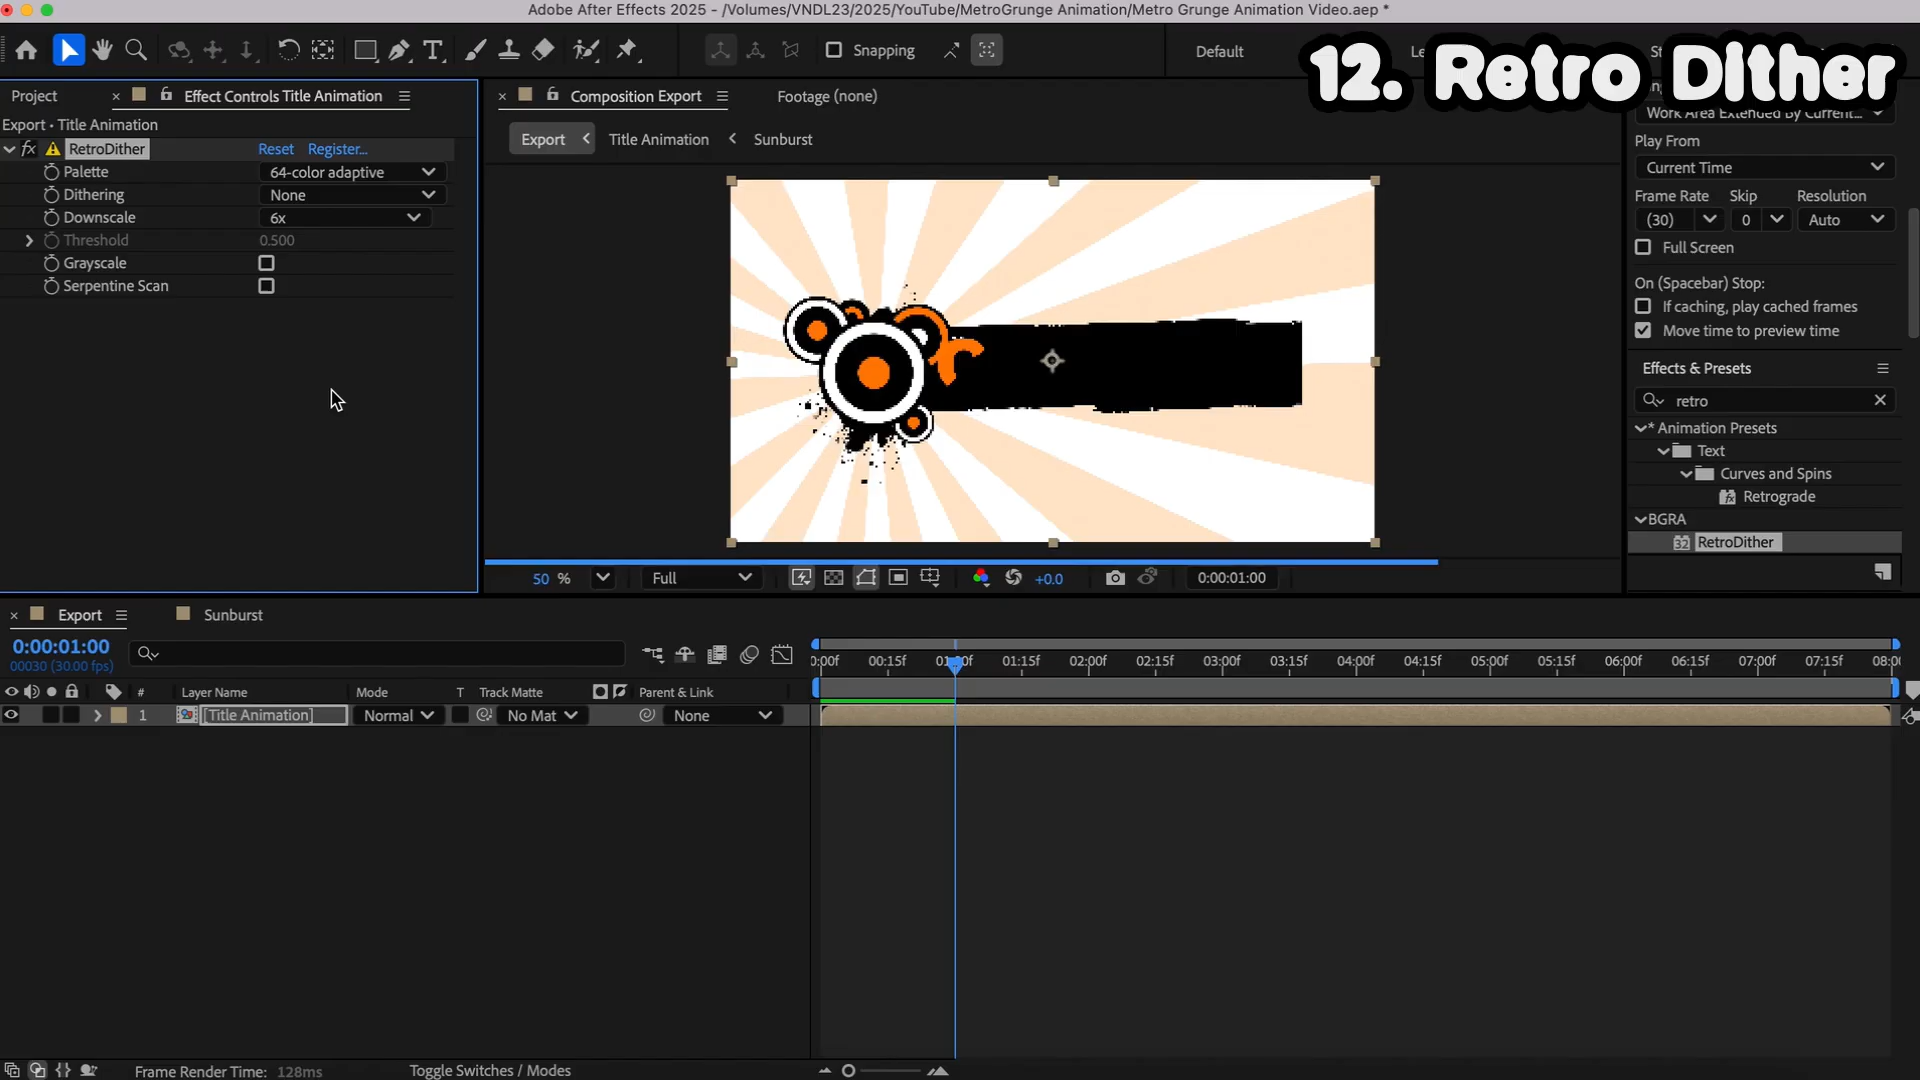 Adobe After Effects 2025 - /Volumes/VNDL23/2025/YouTube/MetroGrunge Animation/Metro Grunge Animation Video.aep *
Snapping
Default
12. Retro Dither
Project
Effect Controls Title Animation
Export • Title Animation
fx RetroDither Reset Register...
Palette 64-color adaptive
Dithering None
Downscale 6x
Threshold 0.500
Grayscale
Serpentine Scan
Composition Export
Footage (none)
Export
Title Animation
Sunburst
50 %
Full
+0.0
0:00:01:00
Work Area Extended By Current...
Play From
Current Time
Frame Rate Skip Resolution
(30) 0 Auto
Full Screen
On (Spacebar) Stop:
If caching, play cached frames
Move time to preview time
Effects & Presets
retro
* Animation Presets
Text
Curves and Spins
Retrograde
BGRA
32 RetroDither
Export
Sunburst
0:00:01:00
00030 (30.00 fps)
# Layer Name Mode T Track Matte Parent & Link
1 [Title Animation] Normal No Mat None
00:15f 01:15f 02:00f 02:15f 03:00f 03:15f 04:00f 04:15f 05:00f 05:15f 06:00f 06:15f 07:00f 07:15f
Frame Render Time: 128ms
Toggle Switches / Modes